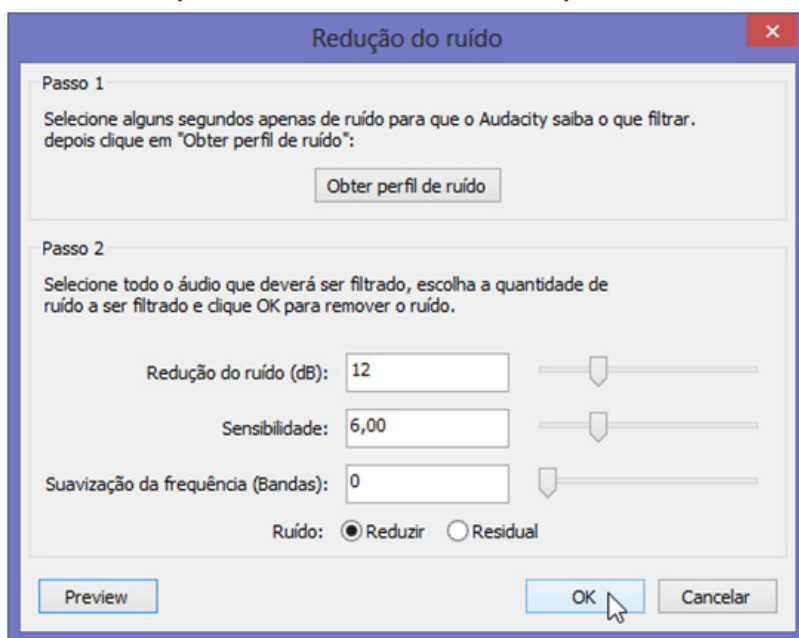 Redução do ruído
Passo 1
Selecione alguns segundos apenas de ruído para que o Audacity saiba o que filtrar.
depois clique em "Obter perfil de ruído":
Obter perfil de ruído
Passo 2
Selecione todo o áudio que deverá ser filtrado, escolha a quantidade de
ruído a ser filtrado e clique OK para remover o ruído.
Redução do ruído (dB): 12
Sensibilidade: 6,00
Suavização da frequência (Bandas): 0
Ruído: Reduzir Residual
Preview OK Cancelar